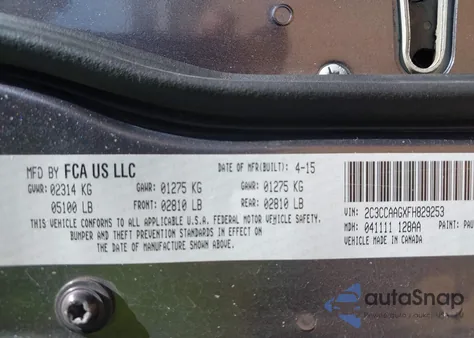 MFD BY FCA US LLC DATE OF MFR(BUILT): 4-15
GVWR: 02314 KG GAWR: 01275 KG GAWR: 01275 KG
05100 LB FRONT: 02810 LB REAR: 02810 LB
THIS VEHICLE CONFORMS TO ALL APPLICABLE U.S.A. FEDERAL MOTOR VEHICLE SAFETY,
BUMPER AND THEFT PREVENTION STANDARDS IN EFFECT ON
THE DATE OF MANUFACTURE SHOWN ABOVE.
VIN: 2C3CCAAGXFH829253
MDH: 041111 128AA PAINT: PAU
VEHICLE MADE IN CANADA
autoSnap